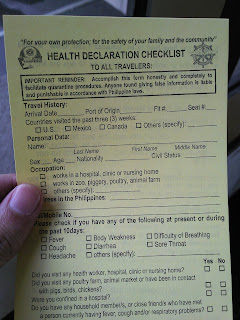 "For your own protection; for the safety of your family and the community"
HEALTH DECLARATION CHECKLIST
TO ALL TRAVELERS:
IMPORTANT REMINDER: Accomplish this form honestly and completely to
facilitate quarantine procedures. Anyone found giving false information is liable
and punishable in accordance with Philippine laws.
Travel History:
Arrival Date Port of Origin Flt # Seat #
Countries visited the past three (3) weeks:
U.S. Mexico Canada Others (specify)
Personal Data:
Name:
Last Name First Name Middle Name
Sex Age Nationality Civil Status
Occupation:
works in a hospital, clinic or nursing home
works in zoo, piggery, poultry, animal farm
others (specify)
in the Philippines
Mobile No.
Please check if you have any of the following at present or during
the past 10days:
Fever Body Weakness Difficulty of Breathing
Cough Diarrhea Sore Throat
Headache others (specify)
Yes No
Did you visit any health worker, hospital, clinic or nursing home?
Did you visit any poultry farm, animal market or have been in contact
with pigs, birds, chickens?
Were you confined in a hospital?
Do you have any household member/s, or close friends who have met
a person currently having fever, cough and/or respiratory problems?